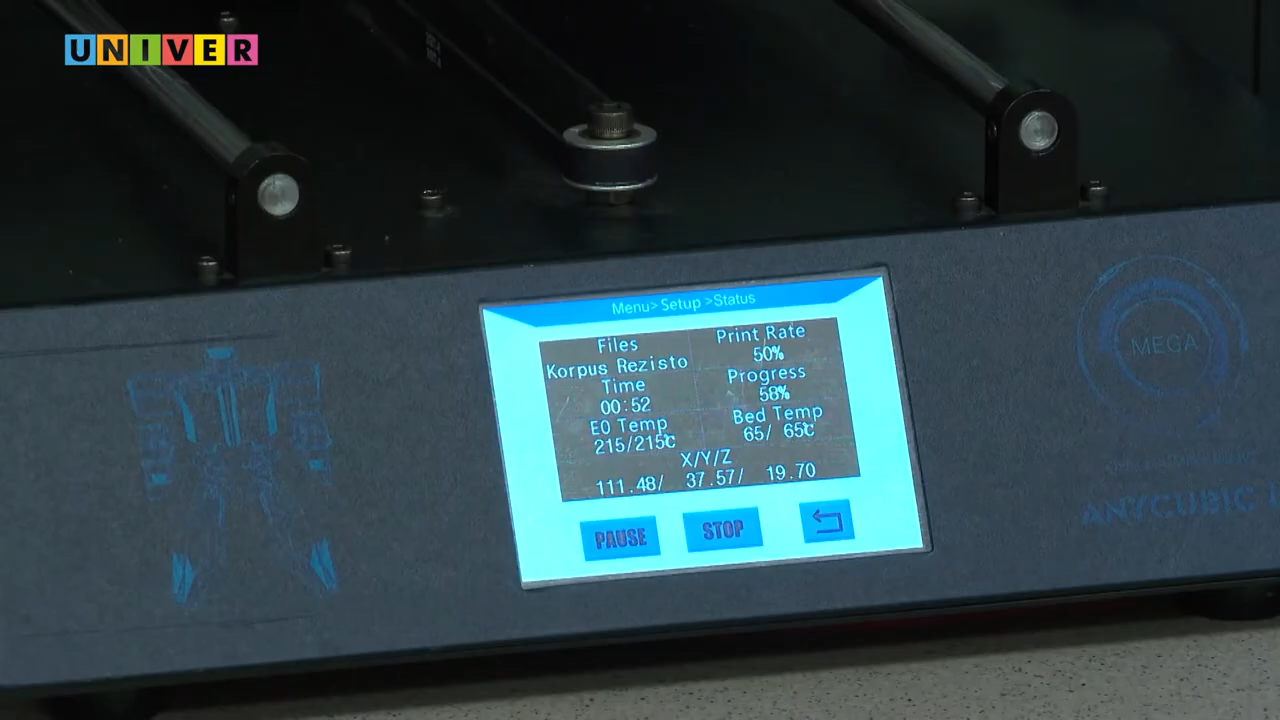 UNIVER
Menu> Setup >Status
Files
Korpus Rezisto
Time
00:52
E0 Temp
215/215℃
Print Rate
50%
Progress
58%
Bed Temp
65/ 65℃
X/Y/Z
111.48/ 37.57/ 19.70
PAUSE
STOP
MEGA
ANYCUBIC